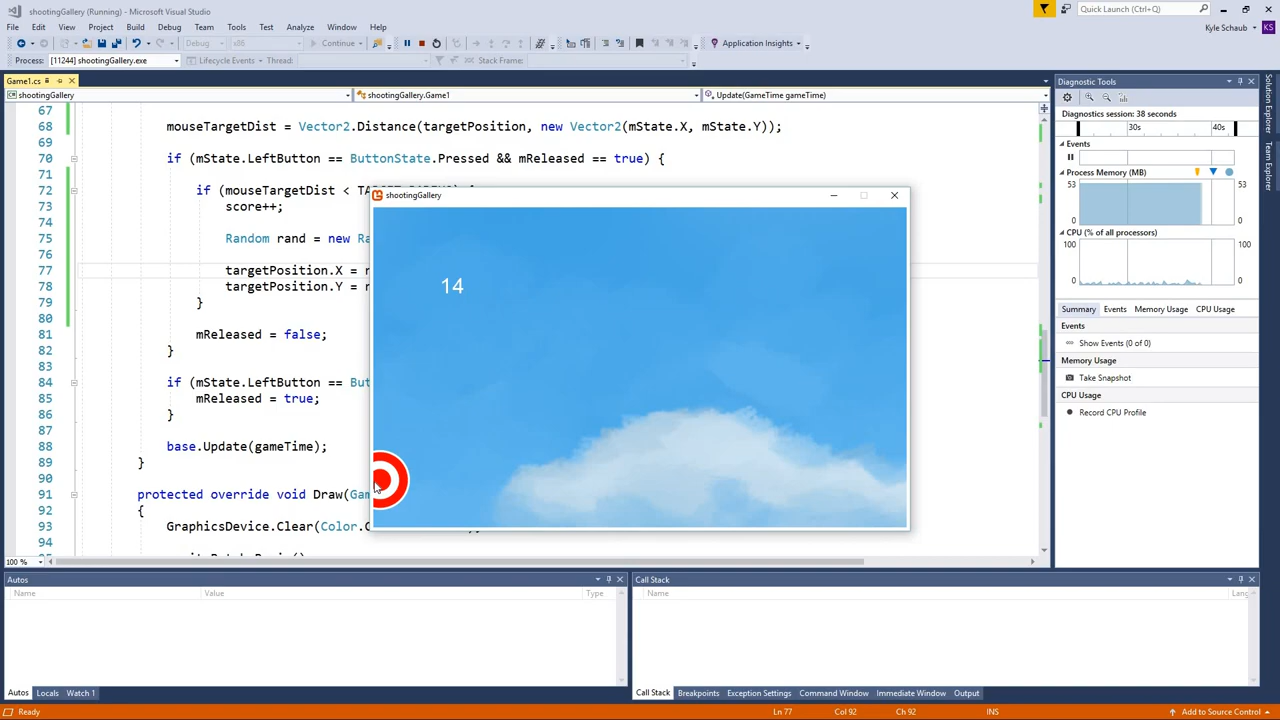 shootingGallery (Running) - Microsoft Visual Studio
Quick Launch (Ctrl+Q)
File Edit View Project Build Debug Team Tools Test Analyze Window Help
Kyle Schaub KS
Debug x86 Continue Application Insights
Process: [11244] shootingGallery.exe Lifecycle Events Thread: Stack Frame:
Game1.cs
shootingGallery shootingGallery.Game1 Update(GameTime gameTime)
67
68 mouseTargetDist = Vector2.Distance(targetPosition, new Vector2(mState.X, mState.Y));
69
70 if (mState.LeftButton == ButtonState.Pressed && mReleased == true) {
71
72 if (mouseTargetDist <
73 score++;
74
75 Random rand = new Ra
76
77 targetPosition.X =
78 targetPosition.Y =
79 }
80
81 mReleased = false;
82 }
83
84 if (mState.LeftButton == But
85 mReleased = true;
86 }
87
88 base.Update(gameTime);
89 }
90
91 protected override void Draw(Gam
92 {
93 GraphicsDevice.Clear(Color.C
94
shootingGallery
14
100 %
Diagnostic Tools
Diagnostics session: 38 seconds
30s 40s
Events
Process Memory (MB)
53 53
0 0
CPU (% of all processors)
100 100
0 0
Summary Events Memory Usage CPU Usage
Events
Show Events (0 of 0)
Memory Usage
Take Snapshot
CPU Usage
Record CPU Profile
Solution Explorer
Team Explorer
Autos
Name Value Type
Autos Locals Watch 1
Call Stack
Name Lang
Call Stack Breakpoints Exception Settings Command Window Immediate Window Output
Ready Ln 77 Col 92 Ch 92 INS Add to Source Control